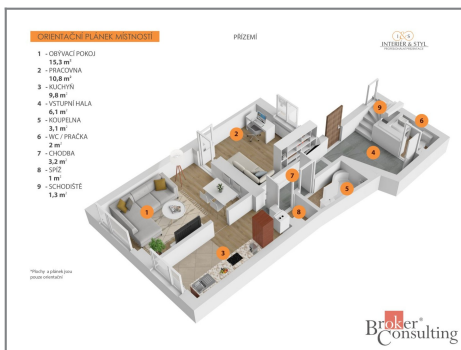 ORIENTAČNÍ PLÁNEK MÍSTNOSTÍ
PŘÍZEMÍ
INTERIER & STYL
1 - OBÝVACÍ POKOJ
15,3 m²
2 - PRACOVNA
10,8 m²
3 - KUCHYŇ
9,8 m²
4 - VSTUPNÍ HALA
6,1 m²
5 - KOUPELNA
3,1 m²
6 - WC / PRAČKA
2 m²
7 - CHODBA
3,2 m²
8 - SPÍŽ
1 m²
9 - SCHODIŠTĚ
1,3 m²
*Plochy a plánek jsou
pouze orientační
1
2
3
4
5
6
7
8
9
Broker®
Consulting